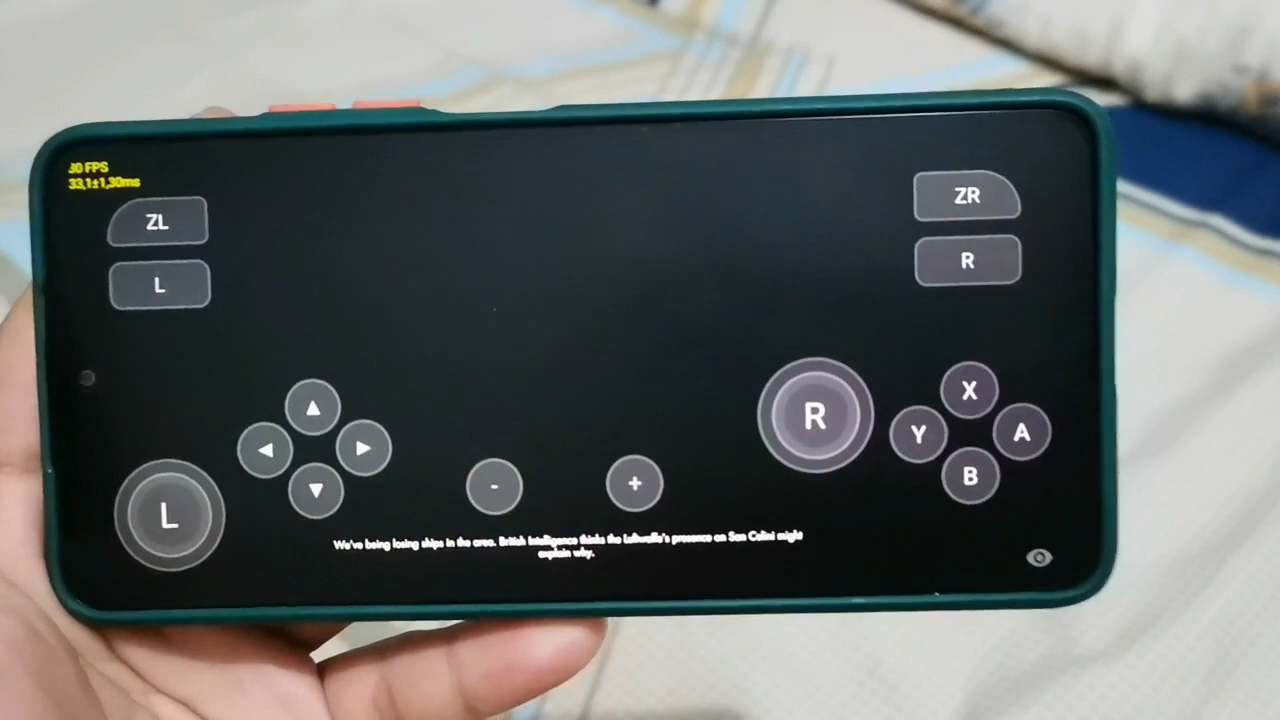 30 FPS
33,1±1,30ms
ZL
ZR
L
R
R
X
Y
A
B
-
+
L
We've being losing ships in the area. British Intelligence thinks the Luftwaffe's presence on San Celini might
explain why.